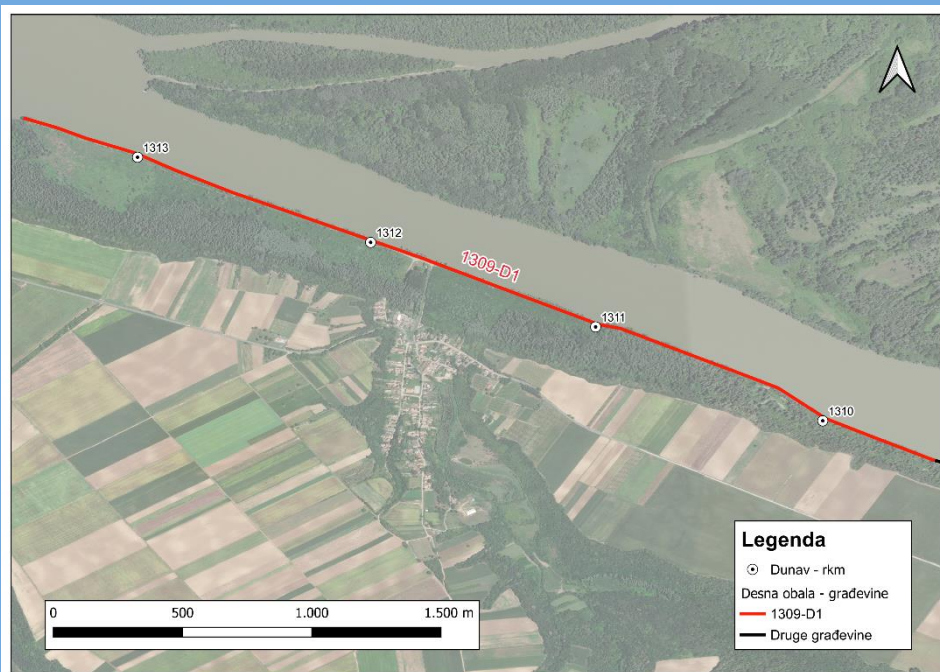 1313
1312
1309-D1
1311
1310
Legenda
Dunav - rkm
Desna obala - građevine
1309-D1
Druge građevine
0 500 1.000 1.500 m